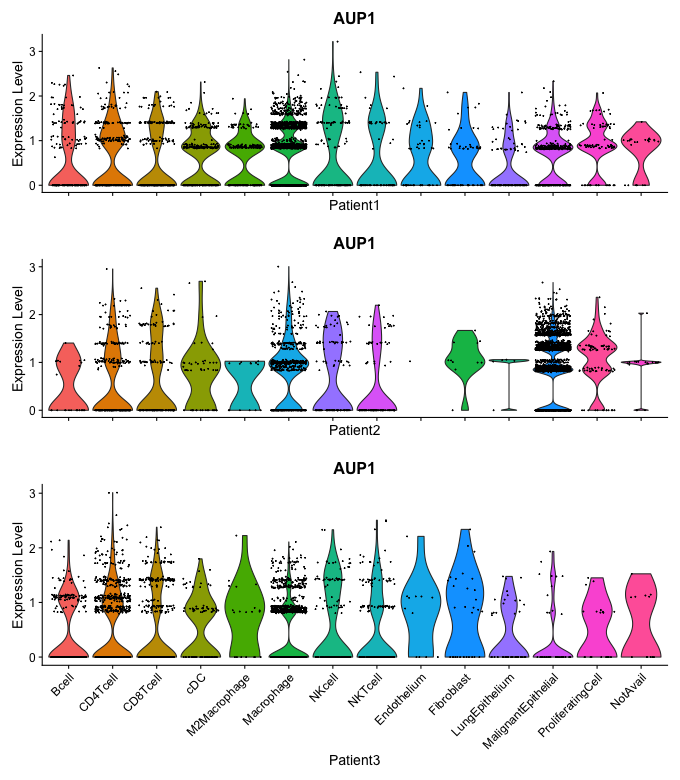 AUP1
Expression Level
3
2
1
0
Patient1
AUP1
Expression Level
3
2
1
0
Patient2
AUP1
Expression Level
3
2
1
0
Bcell
CD4Tcell
CD8Tcell
cDC
M2Macrophage
Macrophage
NKcell
NKTcell
Endothelium
Fibroblast
LungEpithelium
MalignantEpithelial
ProliferatingCell
NotAvail
Patient3